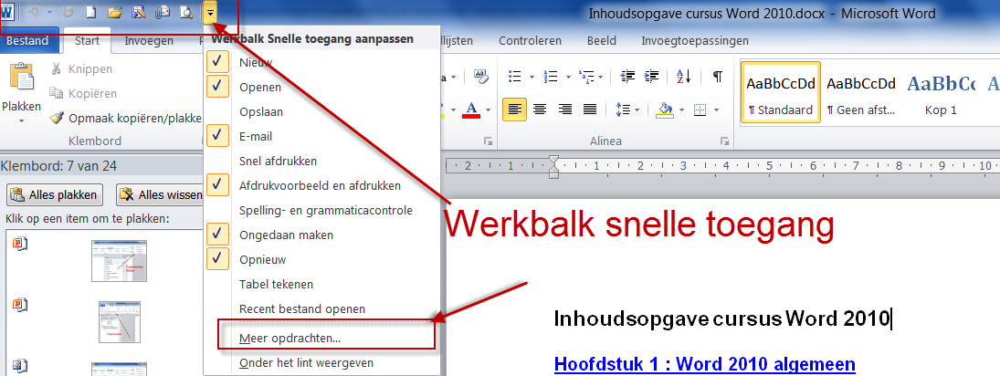 W
Inhoudsopgave cursus Word 2010.docx - Microsoft Word
Bestand Start Invoegen llijsten Controleren Beeld Invoegtoepassingen
Werkbalk Snelle toegang aanpassen
Nieuw
Openen
Opslaan
E-mail
Snel afdrukken
Afdrukvoorbeeld en afdrukken
Spelling- en grammaticacontrole
Ongedaan maken
Opnieuw
Tabel tekenen
Recent bestand openen
Meer opdrachten...
Onder het lint weergeven
Plakken
Knippen
Kopiëren
Opmaak kopiëren/plakke
Klembord
Aa
A
Alinea
AaBbCcDd AaBbCcDd AaBbCc
¶ Standaard ¶ Geen afst... Kop 1
Klembord: 7 van 24
Alles plakken Alles wissen
Klik op een item om te plakken:
2 1 1 2 3 4 5 6 7 8 9 10
Werkbalk snelle toegang
Inhoudsopgave cursus Word 2010
Hoofdstuk 1 : Word 2010 algemeen